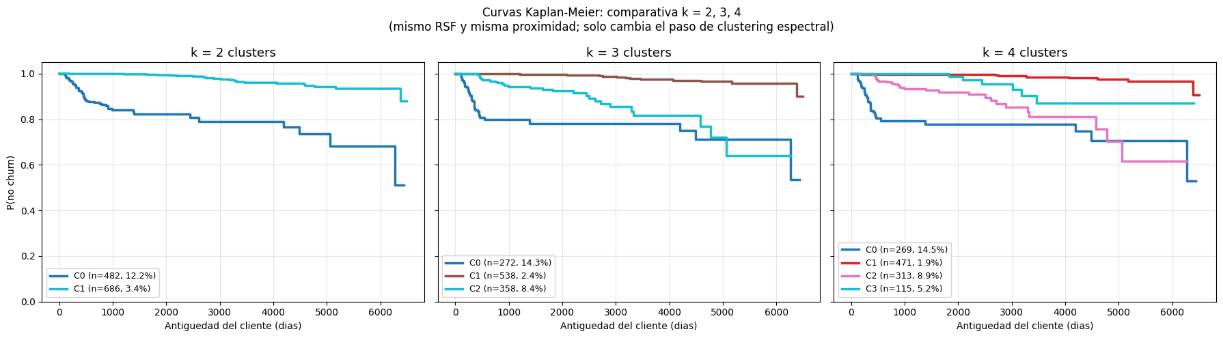 Curvas Kaplan-Meier: comparativa k = 2, 3, 4
(mismo RSF y misma proximidad; solo cambia el paso de clustering espectral)
k = 2 clusters
P(no churn)
1.0
0.8
0.6
0.4
0.2
0.0
C0 (n=482, 12.2%)
C1 (n=686, 3.4%)
0 1000 2000 3000 4000 5000 6000
Antiguedad del cliente (dias)
k = 3 clusters
C0 (n=272, 14.3%)
C1 (n=538, 2.4%)
C2 (n=358, 8.4%)
0 1000 2000 3000 4000 5000 6000
Antiguedad del cliente (dias)
k = 4 clusters
C0 (n=269, 14.5%)
C1 (n=471, 1.9%)
C2 (n=313, 8.9%)
C3 (n=115, 5.2%)
0 1000 2000 3000 4000 5000 6000
Antiguedad del cliente (dias)